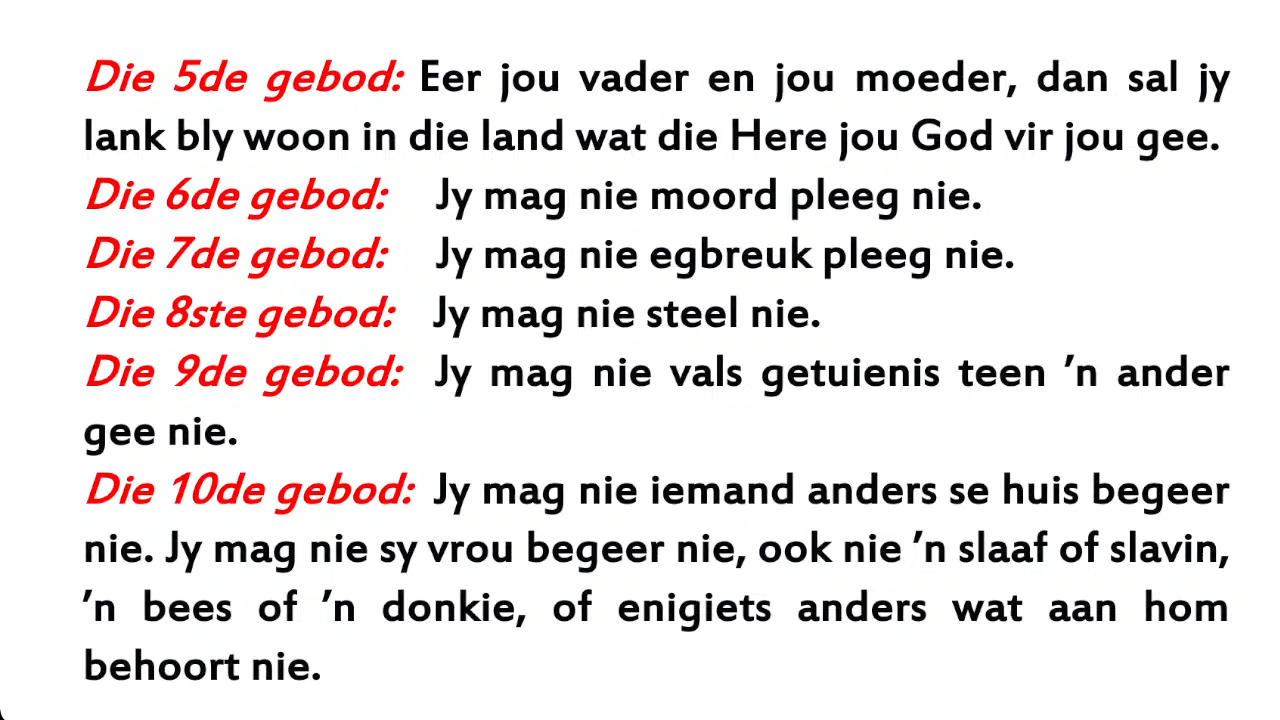 Die 5de gebod: Eer jou vader en jou moeder, dan sal jy
lank bly woon in die land wat die Here jou God vir jou gee.
Die 6de gebod: Jy mag nie moord pleeg nie.
Die 7de gebod: Jy mag nie egbreuk pleeg nie.
Die 8ste gebod: Jy mag nie steel nie.
Die 9de gebod: Jy mag nie vals getuienis teen ’n ander
gee nie.
Die 10de gebod: Jy mag nie iemand anders se huis begeer
nie. Jy mag nie sy vrou begeer nie, ook nie ’n slaaf of slavin,
’n bees of ’n donkie, of enigiets anders wat aan hom
behoort nie.